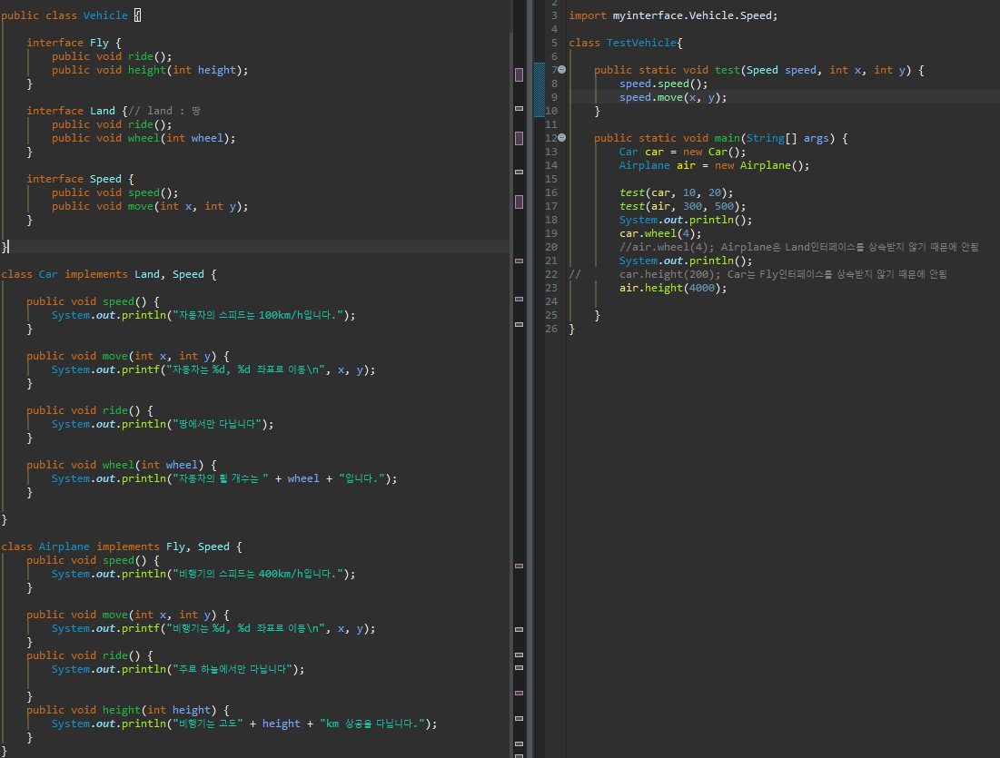 public class Vehicle {
interface Fly {
public void ride();
public void height(int height);
}
interface Land {// land : 땅
public void ride();
public void wheel(int wheel);
}
interface Speed {
public void speed();
public void move(int x, int y);
}
}
class Car implements Land, Speed {
public void speed() {
System.out.println("자동차의 스피드는 100km/h입니다.");
}
public void move(int x, int y) {
System.out.printf("자동차는 %d, %d 좌표로 이동\n", x, y);
}
public void ride() {
System.out.println("땅에서만 다닙니다");
}
public void wheel(int wheel) {
System.out.println("자동차의 휠 개수는 " + wheel + "입니다.");
}
}
class Airplane implements Fly, Speed {
public void speed() {
System.out.println("비행기의 스피드는 400km/h입니다.");
}
public void move(int x, int y) {
System.out.printf("비행기는 %d, %d 좌표로 이동\n", x, y);
}
public void ride() {
System.out.println("주로 하늘에서만 다닙니다");
}
public void height(int height) {
System.out.println("비행기는 고도" + height + "km 상공을 다닙니다.");
}
}
2
3 import myinterface.Vehicle.Speed;
4
5 class TestVehicle{
6
7 public static void test(Speed speed, int x, int y) {
8 speed.speed();
9 speed.move(x, y);
10 }
11
12 public static void main(String[] args) {
13 Car car = new Car();
14 Airplane air = new Airplane();
15
16 test(car, 10, 20);
17 test(air, 300, 500);
18 System.out.println();
19 car.wheel(4);
20 //air.wheel(4); Airplane은 Land인터페이스를 상속받지 않기 때문에 안됨
21 System.out.println();
22 // car.height(200); Car는 Fly인터페이스를 상속받지 않기 때문에 안됨
23 air.height(4000);
24
25 }
26 }